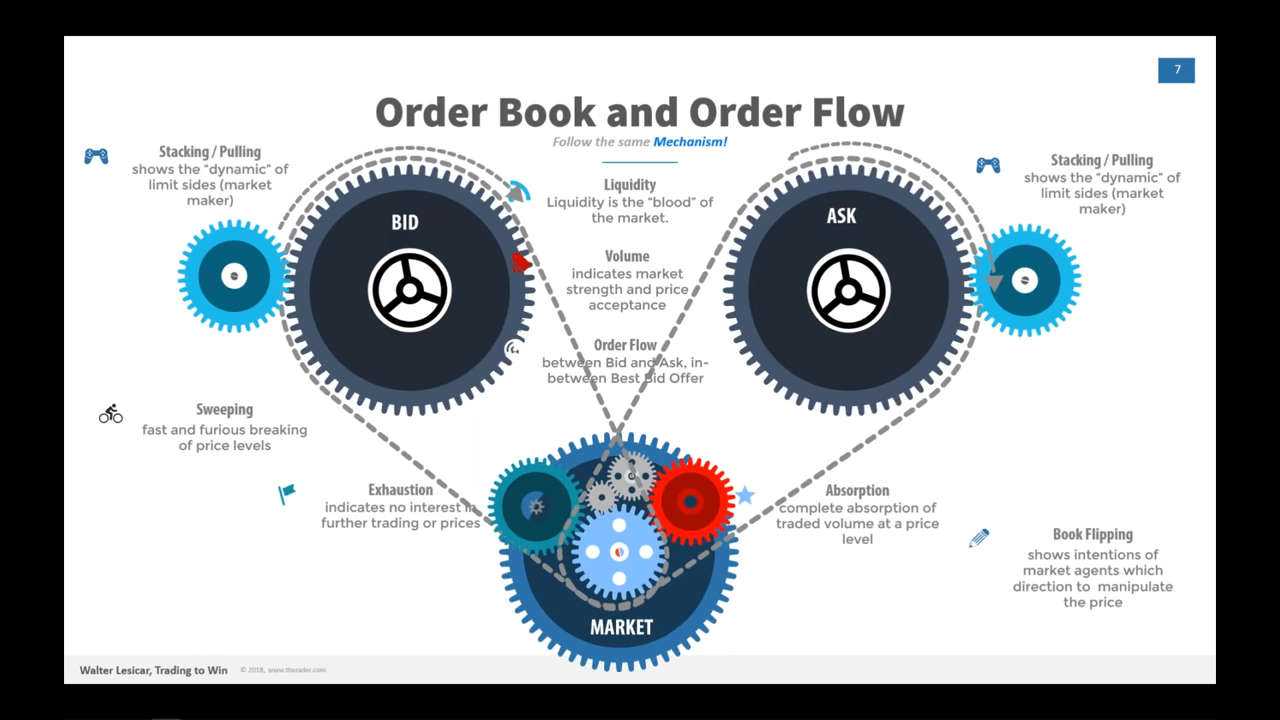 7
Order Book and Order Flow
Follow the same Mechanism!
Stacking / Pulling
shows the “dynamic” of
limit sides (market
maker)
BID
Liquidity
Liquidity is the “blood” of
the market.
Volume
indicates market
strength and price
acceptance
Order Flow
between Bid and Ask, in-
between Best Bid Offer
ASK
Stacking / Pulling
shows the “dynamic” of
limit sides (market
maker)
Sweeping
fast and furious breaking
of price levels
Exhaustion
indicates no interest in
further trading or prices
Absorption
complete absorption of
traded volume at a price
level
Book Flipping
shows intentions of
market agents which
direction to manipulate
the price
MARKET
Walter Lesicar, Trading to Win
© 2018,